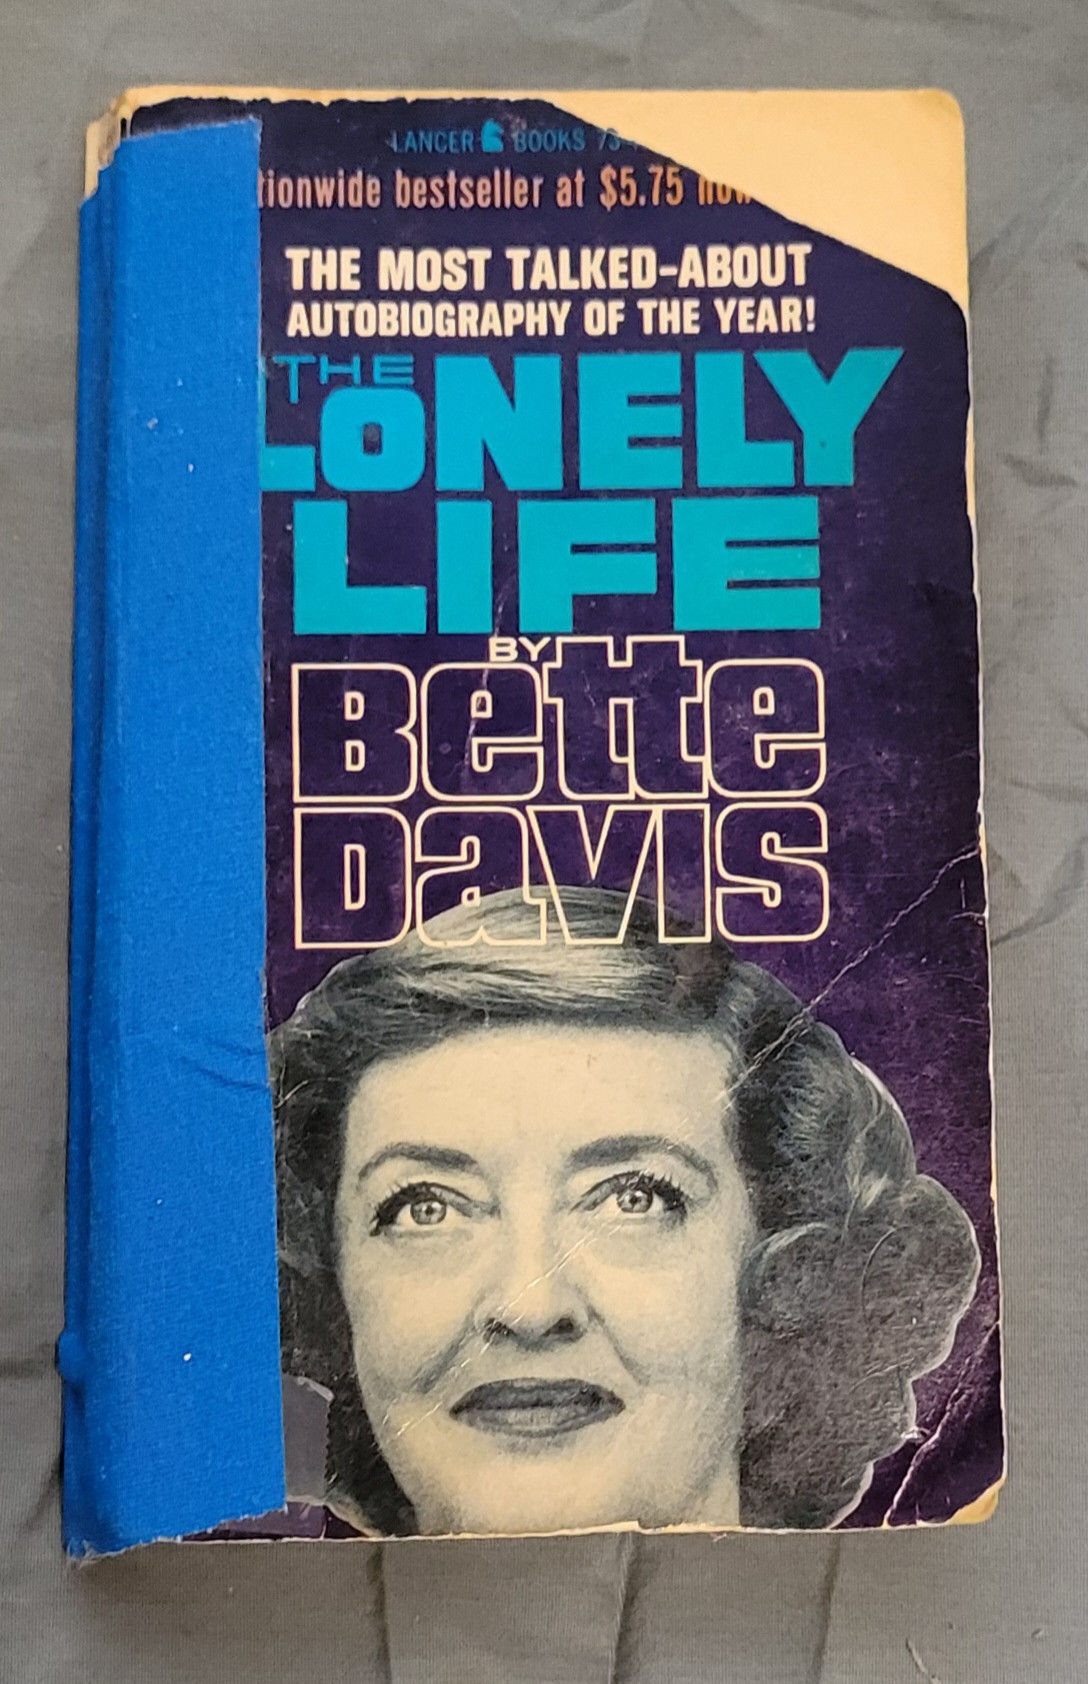 LANCER BOOKS
bestseller at $5.75
THE MOST TALKED-ABOUT
AUTOBIOGRAPHY OF THE YEAR!
THE
LONELY
LIFE
BY
Bette
Davis